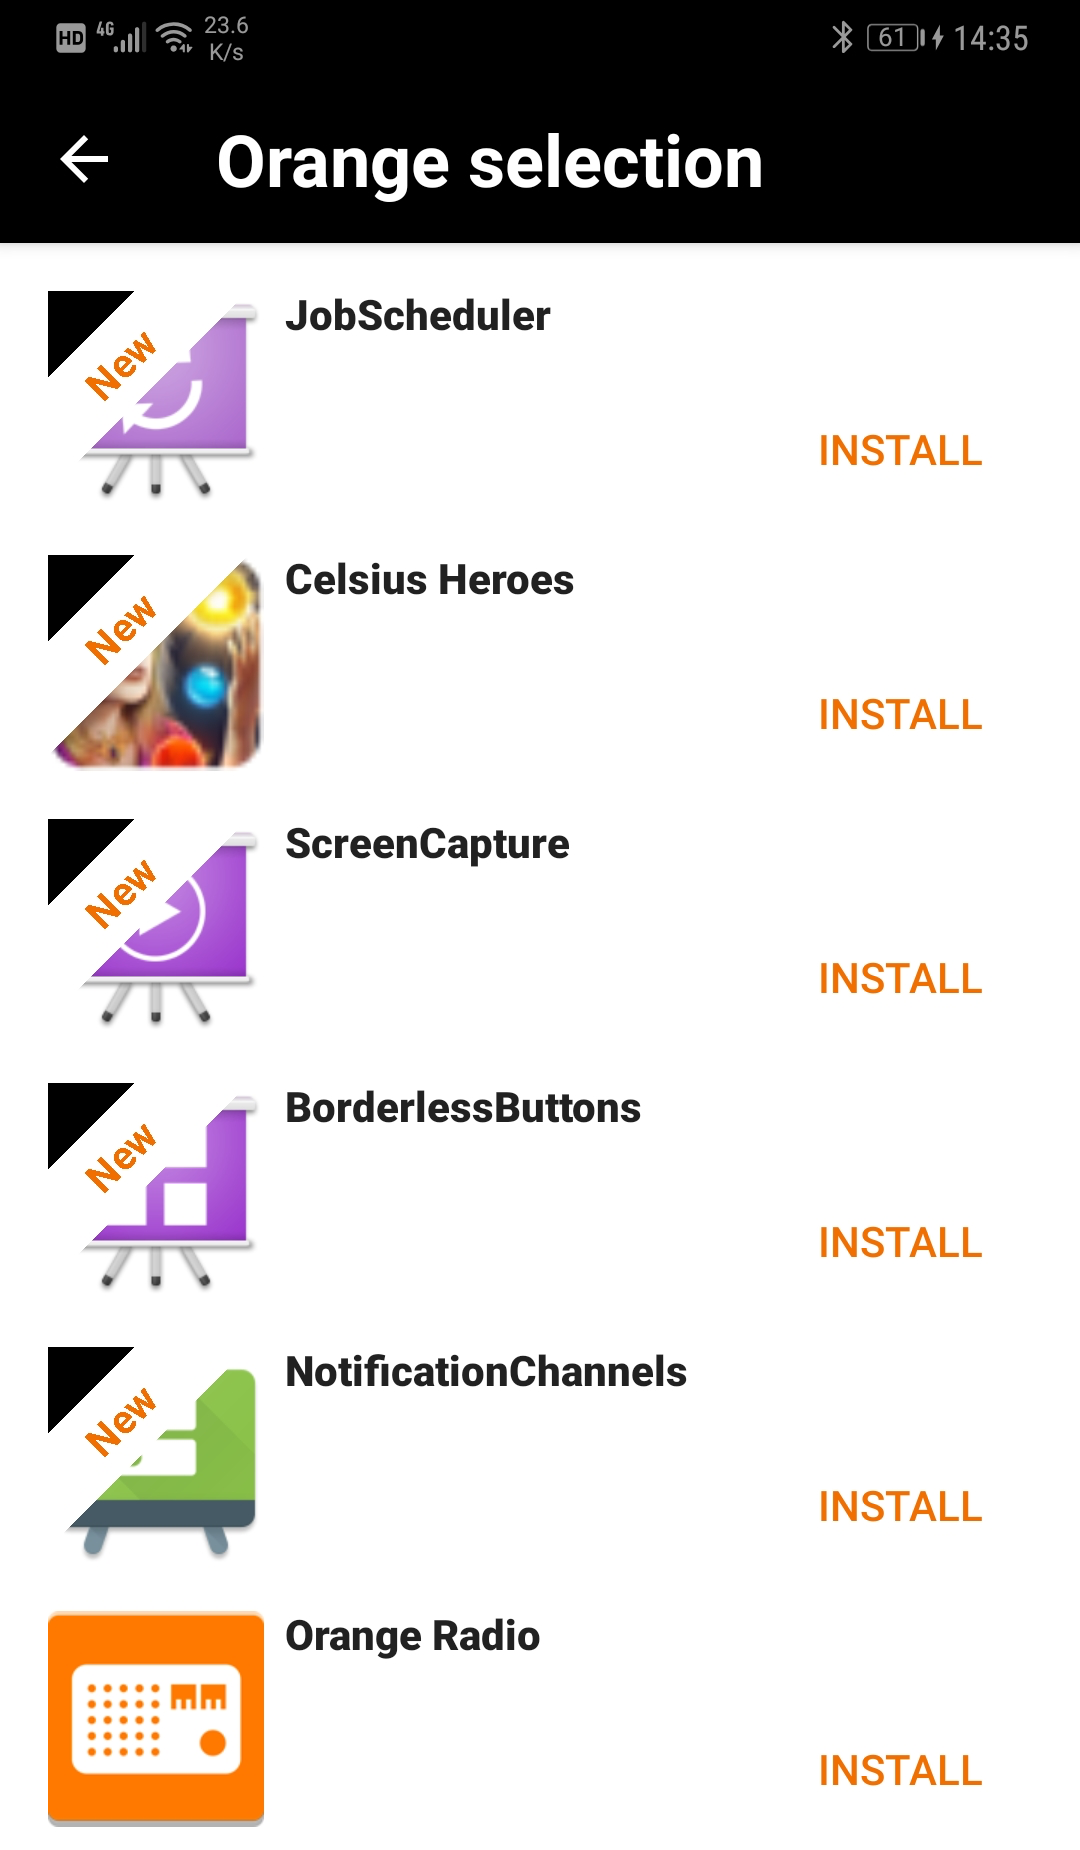 HD 4G 23.6 K/s 61 14:35
Orange selection
New
JobScheduler
INSTALL
New
Celsius Heroes
INSTALL
New
ScreenCapture
INSTALL
New
BorderlessButtons
INSTALL
New
NotificationChannels
INSTALL
Orange Radio
INSTALL